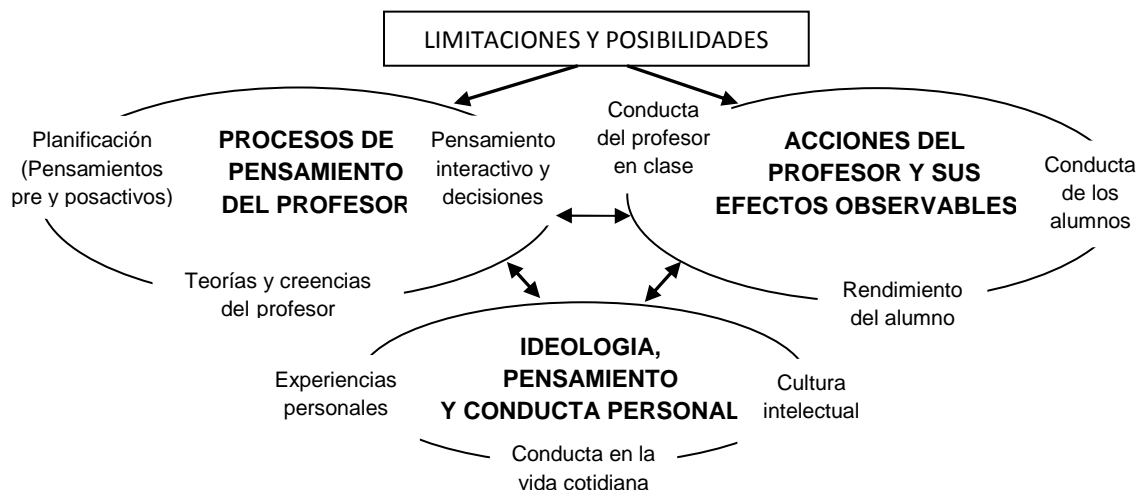 LIMITACIONES Y POSIBILIDADES
Planificación
(Pensamientos
pre y posactivos)
PROCESOS DE
PENSAMIENTO
DEL PROFESOR
Pensamiento
interactivo y
decisiones
Teorías y creencias
del profesor
Conducta
del profesor
en clase
ACCIONES DEL
PROFESOR Y SUS
EFECTOS OBSERVABLES
Conducta
de los
alumnos
Rendimiento
del alumno
IDEOLOGIA,
PENSAMIENTO
Y CONDUCTA PERSONAL
Experiencias
personales
Cultura
intelectual
Conducta en la
vida cotidiana